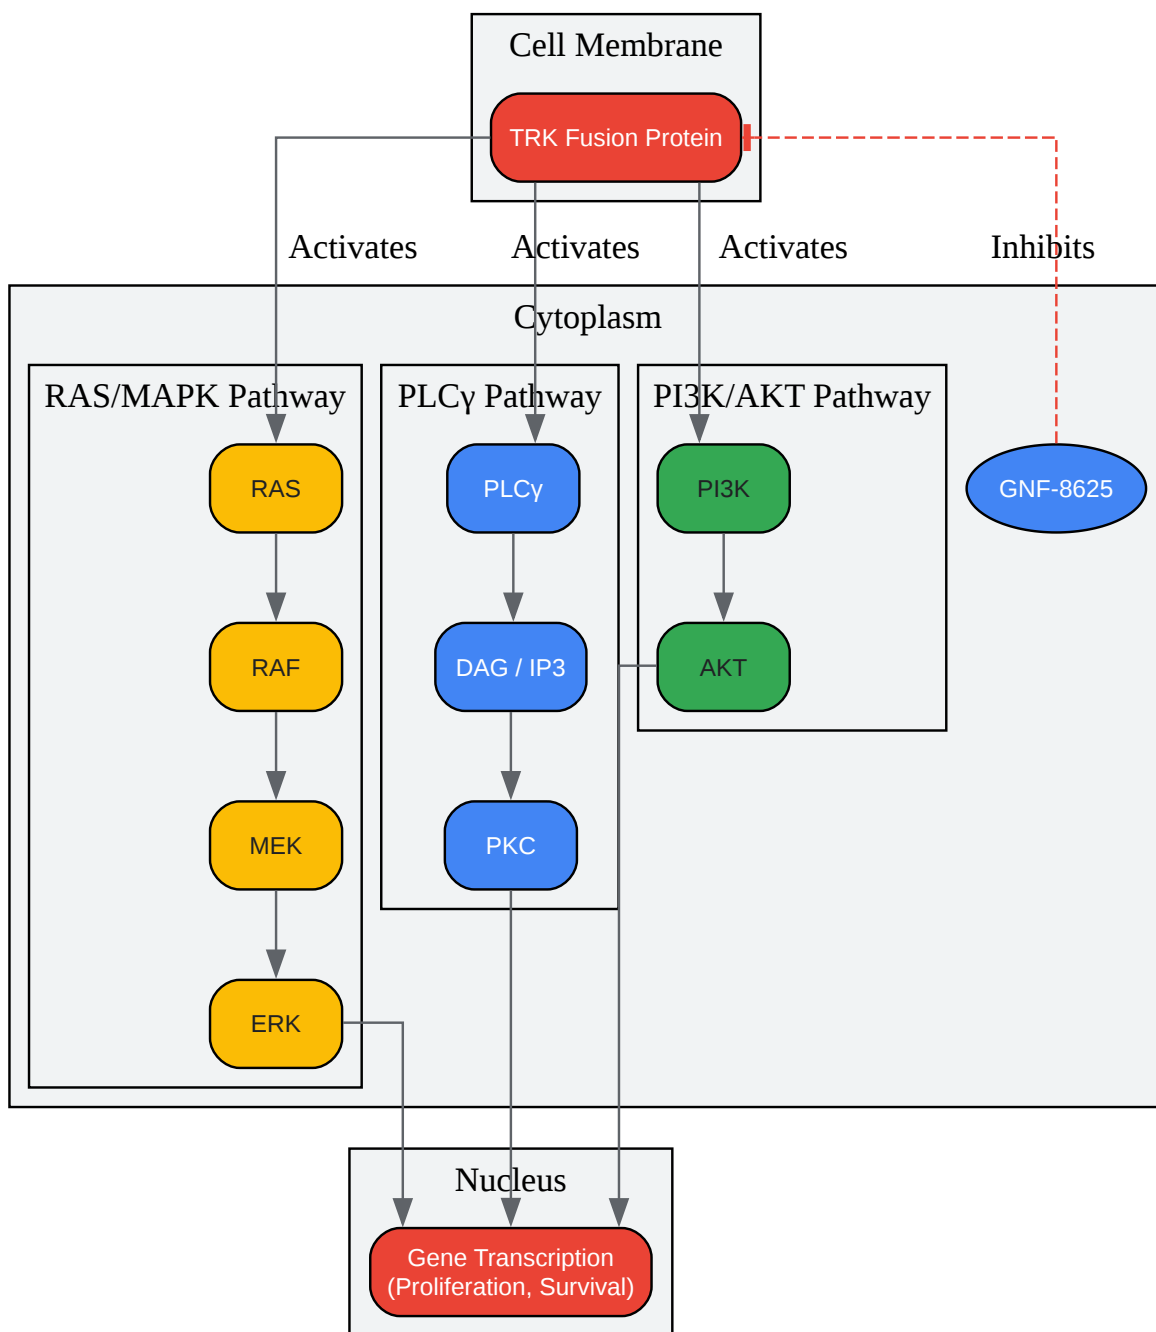 Cell Membrane
TRK Fusion Protein
Activates
Activates
Activates
Inhibits
Cytoplasm
RAS/MAPK Pathway
PLCγ Pathway
PI3K/AKT Pathway
RAS
PLCγ
PI3K
GNF-8625
RAF
DAG / IP3
AKT
MEK
PKC
ERK
Nucleus
Gene Transcription
(Proliferation, Survival)